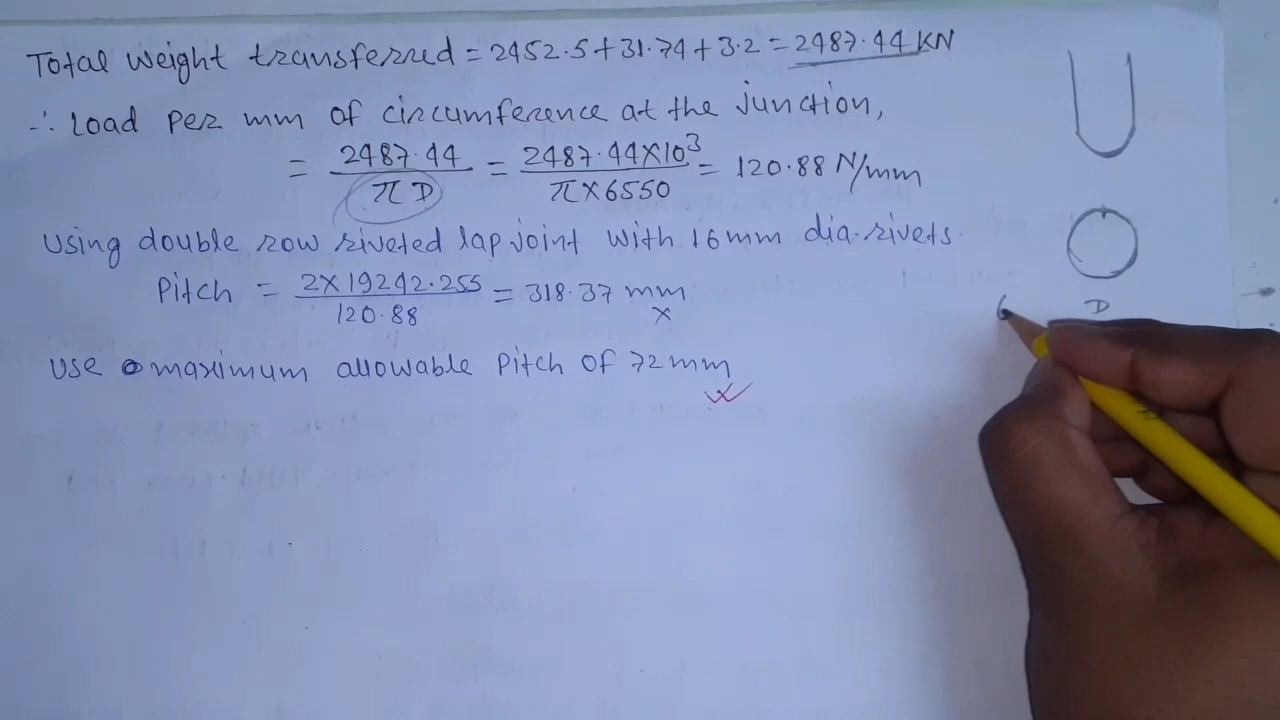 Total weight transferred = 2452.5 + 31.74 + 3.2 = 2487.44 KN
∴ Load per mm of circumference at the junction,
= 2487.44 / πD = 2487.44×10³ / π×6550 = 120.88 N/mm
Using double row riveted lap joint with 16mm dia. rivets.
Pitch = 2×19242.255 / 120.88 = 318.37 mm
x
Use maximum allowable pitch of 72mm
D
6